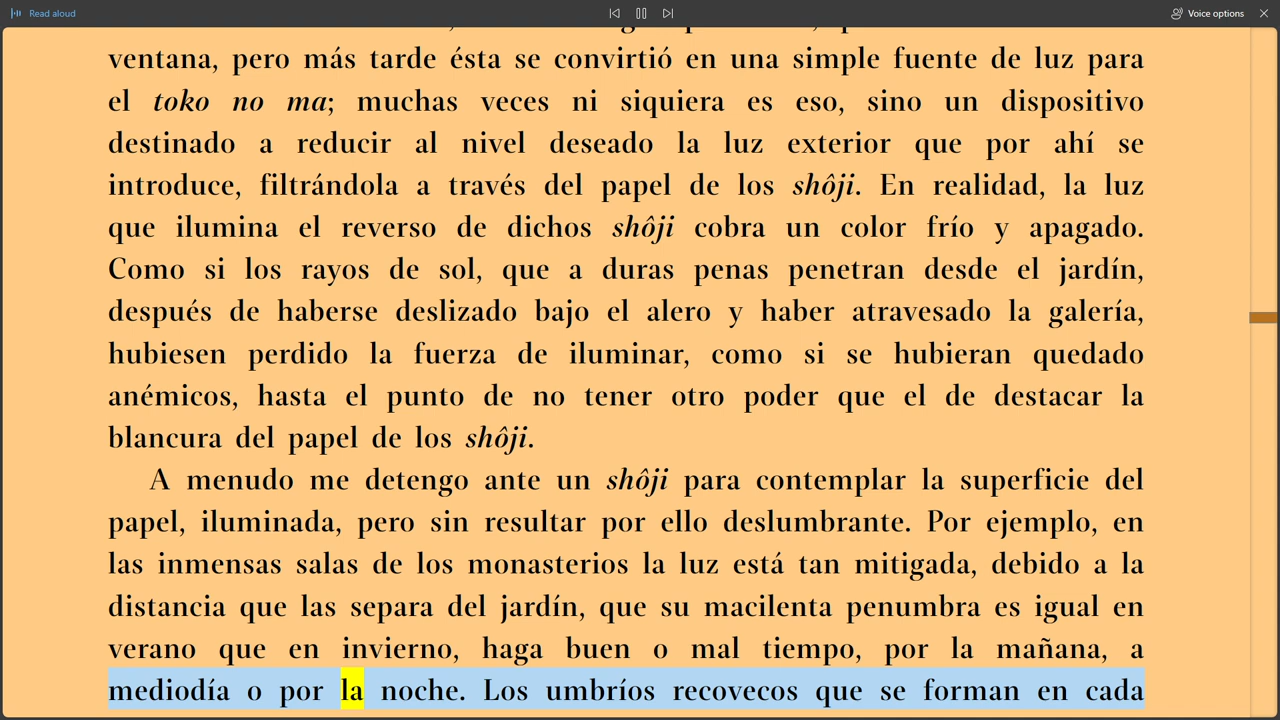 Read aloud
Voice options
ventana, pero más tarde ésta se convirtió en una simple fuente de luz para
el toko no ma; muchas veces ni siquiera es eso, sino un dispositivo
destinado a reducir al nivel deseado la luz exterior que por ahí se
introduce, filtrándola a través del papel de los shôji. En realidad, la luz
que ilumina el reverso de dichos shôji cobra un color frío y apagado.
Como si los rayos de sol, que a duras penas penetran desde el jardín,
después de haberse deslizado bajo el alero y haber atravesado la galería,
hubiesen perdido la fuerza de iluminar, como si se hubieran quedado
anémicos, hasta el punto de no tener otro poder que el de destacar la
blancura del papel de los shôji.
A menudo me detengo ante un shôji para contemplar la superficie del
papel, iluminada, pero sin resultar por ello deslumbrante. Por ejemplo, en
las inmensas salas de los monasterios la luz está tan mitigada, debido a la
distancia que las separa del jardín, que su macilenta penumbra es igual en
verano que en invierno, haga buen o mal tiempo, por la mañana, a
mediodía o por la noche. Los umbríos recovecos que se forman en cada